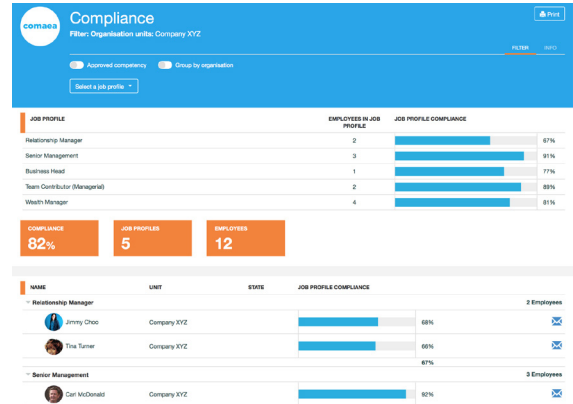 comaea
Compliance
Print
Filter: Organisation units: Company XYZ
FILTER INFO
Approved competency Group by organisation
Select a job profile
JOB PROFILE EMPLOYEES IN JOB PROFILE JOB PROFILE COMPLIANCE
Relationship Manager 2 67%
Senior Management 3 91%
Business Head 1 77%
Team Contributor (Managerial) 2 89%
Wealth Manager 4 81%
COMPLIANCE JOB PROFILES EMPLOYEES
82% 5 12
NAME UNIT STATE JOB PROFILE COMPLIANCE
Relationship Manager 2 Employees
Jimmy Choo Company XYZ 68%
Tina Turner Company XYZ 66%
67%
Senior Management 3 Employees
Carl McDonald Company XYZ 92%